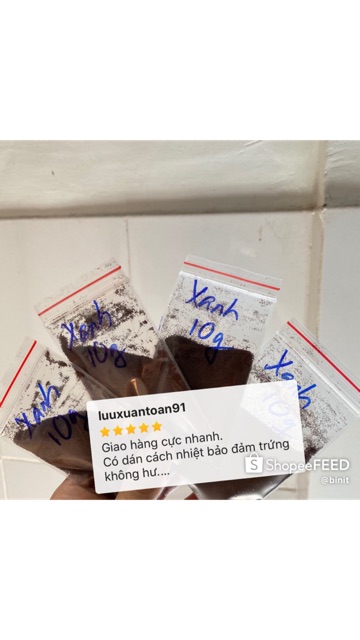 Xanh
10g
Xanh
10g
Xanh
10g
Xanh
10g
luuxuantoan91
Giao hàng cực nhanh.
Có dán cách nhiệt bảo đảm trứng
không hư....
ShopeeFEED
@binit